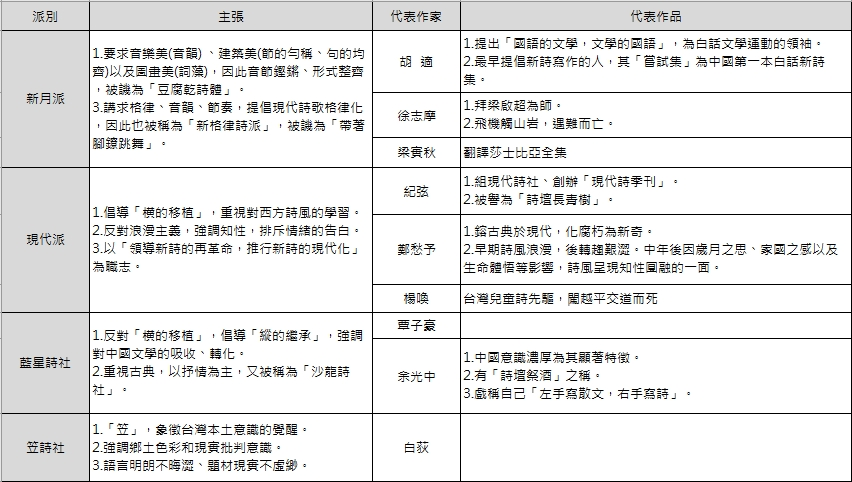 派別 主張 代表作家 代表作品
新月派
1.要求音樂美(音韻) 、建築美(節的勻稱、句的均
齊)以及圖畫美(詞藻)，因此音節鏗鏘、形式整齊
，被譏為「豆腐乾詩體」。
3.講求格律、音韻、節奏，提倡現代詩歌格律化
，因此也被稱為「新格律詩派」，被譏為「帶著
腳鐐跳舞」。
胡 適
1.提出「國語的文學，文學的國語」，為白話文學運動的領袖。
2.最早提倡新詩寫作的人，其「嘗試集」為中國第一本白話新詩
集。
徐志摩
1.拜梁啟超為師。
2.飛機觸山岩，遇難而亡。
梁實秋
翻譯莎士比亞全集
現代派
1.倡導「橫的移植」，重視對西方詩風的學習。
2.反對浪漫主義，強調知性，排斥情緒的告白。
3.以「領導新詩的再革命，推行新詩的現代化」
為職志。
紀弦
1.組現代詩社、創辦「現代詩季刊」。
2.被譽為「詩壇長青樹」。
鄭愁予
1.鎔古典於現代，化腐朽為新奇。
2.早期詩風浪漫，後轉趨艱澀。中年後因歲月之思、家國之感以及
生命體悟等影響，詩風呈現知性圓融的一面。
楊喚
台灣兒童詩先驅，闖越平交道而死
藍星詩社
1.反對「橫的移植」，倡導「縱的繼承」，強調
對中國文學的吸收、轉化。
2.重視古典，以抒情為主，又被稱為「沙龍詩
社」。
覃子豪
余光中
1.中國意識濃厚為其顯著特徵。
2.有「詩壇祭酒」之稱。
3.戲稱自己「左手寫散文，右手寫詩」。
笠詩社
1.「笠」，象徵台灣本土意識的覺醒。
2.強調鄉土色彩和現實批判意識。
3.語言明朗不晦澀、題材現實不虛緲。
白萩